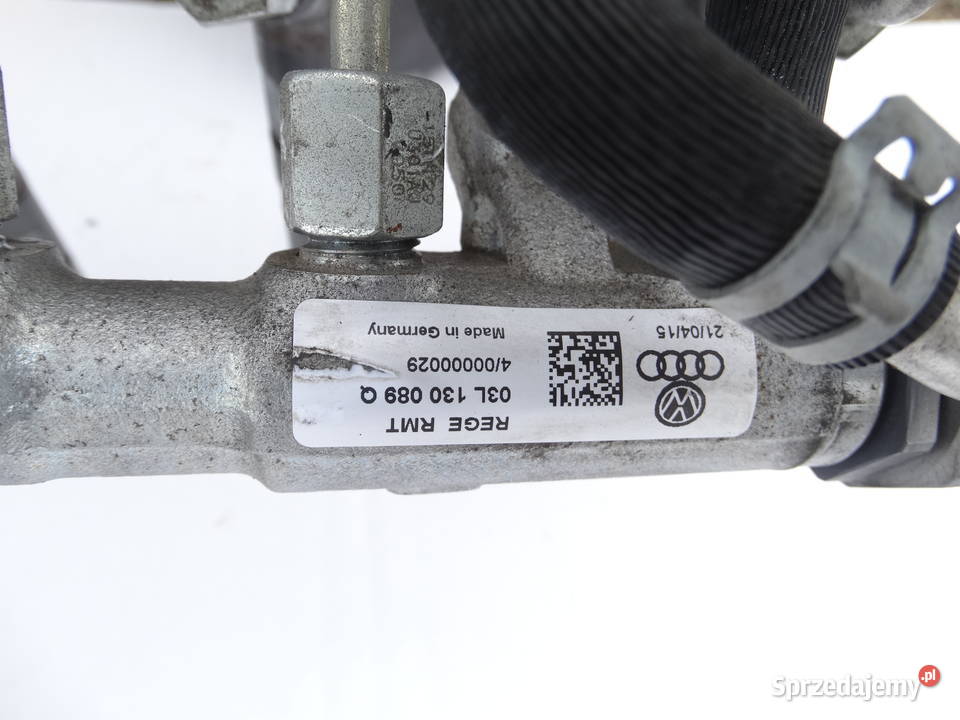 REGE RMT
03L 130 089 Q
4/00000029
Made in Germany
21/04/15
Sprzedajemy.pl